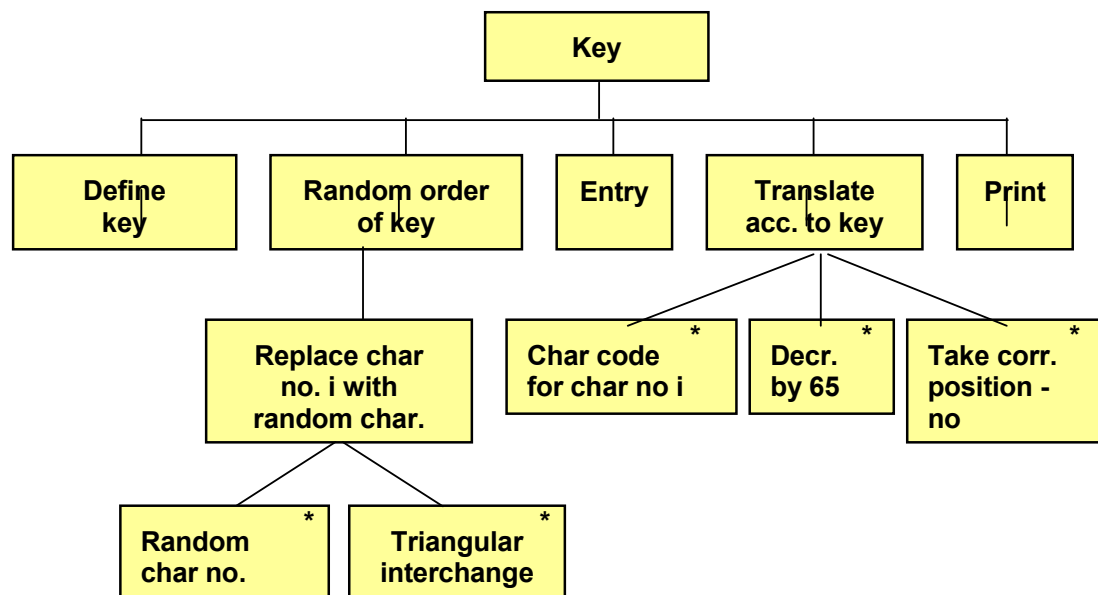 Key
Define
key
Random order
of key
Entry
Translate
acc. to key
Print
Replace char
no. i with
random char.
*
Char code
for char no i
*
Decr.
by 65
*
Take corr.
position -
no
*
Random
char no.
*
Triangular
interchange